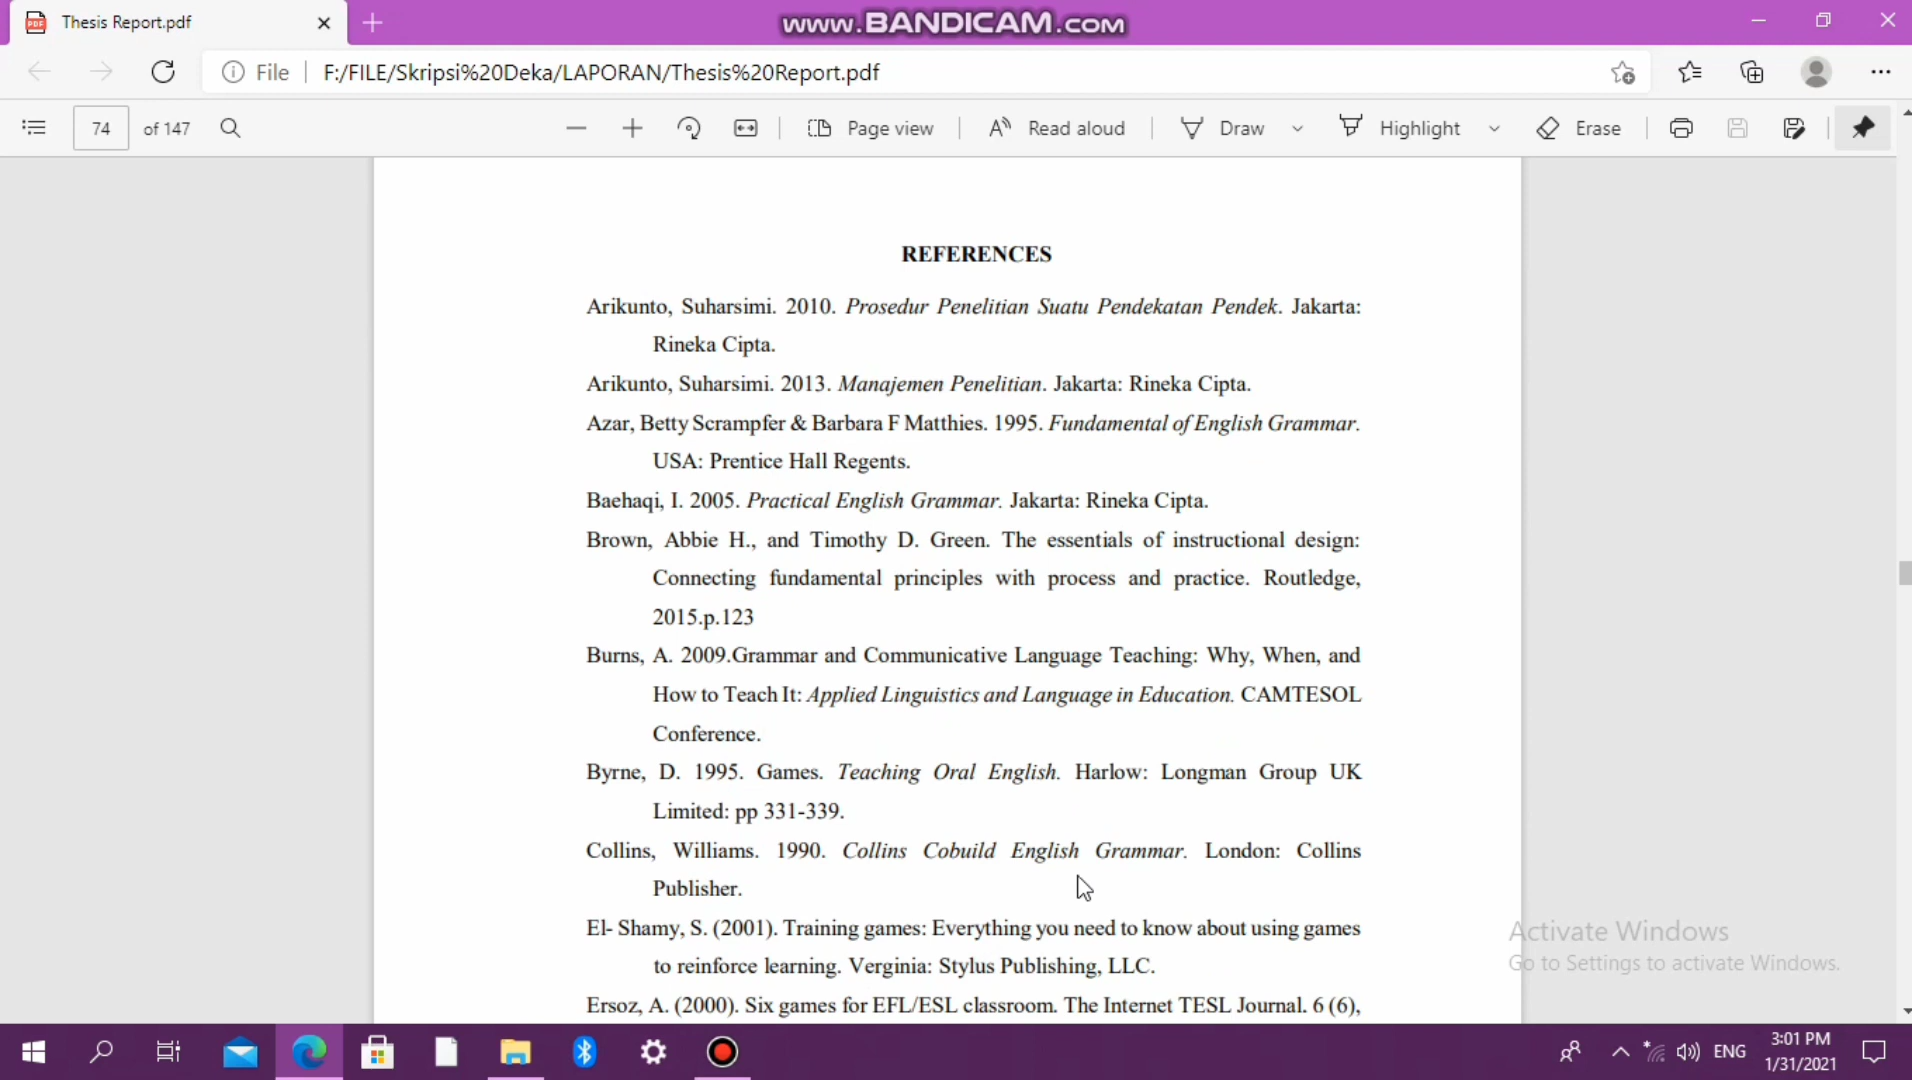 Thesis Report.pdf
www.BANDICAM.com
File
F:/FILE/Skripsi%20Deka/LAPORAN/Thesis%20Report.pdf
74 of 147 Page view Read aloud Draw Highlight Erase
REFERENCES
Arikunto, Suharsimi. 2010. Prosedur Penelitian Suatu Pendekatan Pendek. Jakarta:
Rineka Cipta.
Arikunto, Suharsimi. 2013. Manajemen Penelitian. Jakarta: Rineka Cipta.
Azar, Betty Scrampfer & Barbara F Matthies. 1995. Fundamental of English Grammar.
USA: Prentice Hall Regents.
Baehaqi, I. 2005. Practical English Grammar. Jakarta: Rineka Cipta.
Brown, Abbie H., and Timothy D. Green. The essentials of instructional design:
Connecting fundamental principles with process and practice. Routledge,
2015.p.123
Burns, A. 2009.Grammar and Communicative Language Teaching: Why, When, and
How to Teach It: Applied Linguistics and Language in Education. CAMTESOL
Conference.
Byrne, D. 1995. Games. Teaching Oral English. Harlow: Longman Group UK
Limited: pp 331-339.
Collins, Williams. 1990. Collins Cobuild English Grammar. London: Collins
Publisher.
El- Shamy, S. (2001). Training games: Everything you need to know about using games
to reinforce learning. Verginia: Stylus Publishing, LLC.
Ersoz, A. (2000). Six games for EFL/ESL classroom. The Internet TESL Journal. 6 (6),
Activate Windows
Go to Settings to activate Windows.
ENG
3:01 PM
1/31/2021